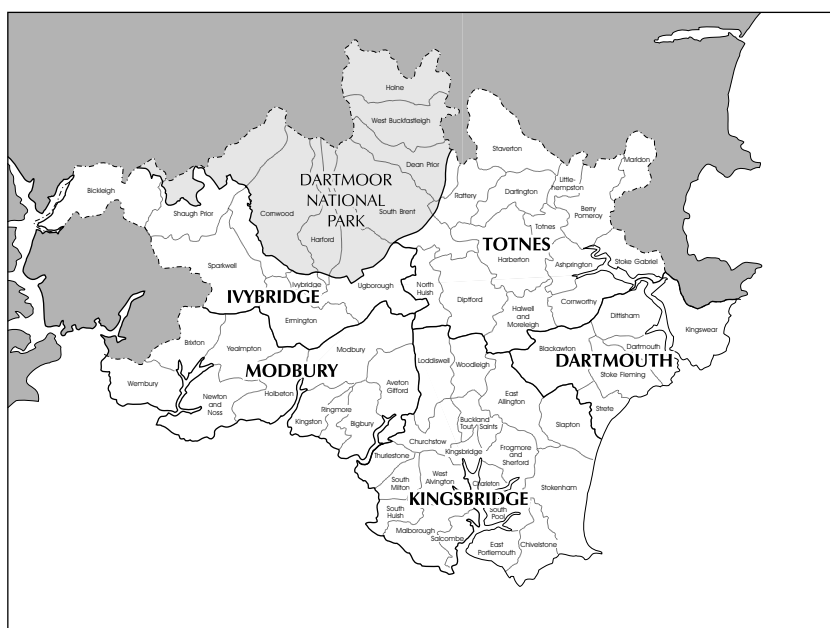 Holne
West Buckfastleigh
Staverton
Dean Prior
Marldon
Little-
hempston
Bickleigh
DARTMOOR
NATIONAL
PARK
Rattery
Dartington
Berry
Pomeroy
Shaugh Prior
Cornwood
South Brent
Totnes
Harford
TOTNES
Harberton
Sparkwell
Ashprington
Stoke Gabriel
Ivybridge
IVYBRIDGE
Ugborough
North
Huish
Diptford
Cornworthy
Halwell
and
Moreleigh
Dittisham
Ermington
Kingswear
Brixton
Yealmpton
Modbury
Blackawton
Dartmouth
DARTMOUTH
Stoke Fleming
MODBURY
Loddiswell
Woodleigh
Wembury
Aveton
Gifford
Holbeton
Newton
and
Noss
East
Allington
Strete
Ringmore
Kingston
Bigbury
Buckland
Tout Saints
Slapton
Churchstow
Kingsbridge
Frogmore
and
Sherford
Thurlestone
West
Alvington
South
Milton
Charleton
Stokenham
KINGSBRIDGE
South
Huish
South
Pool
Malborough
Salcombe
East
Portlemouth
Chivelstone